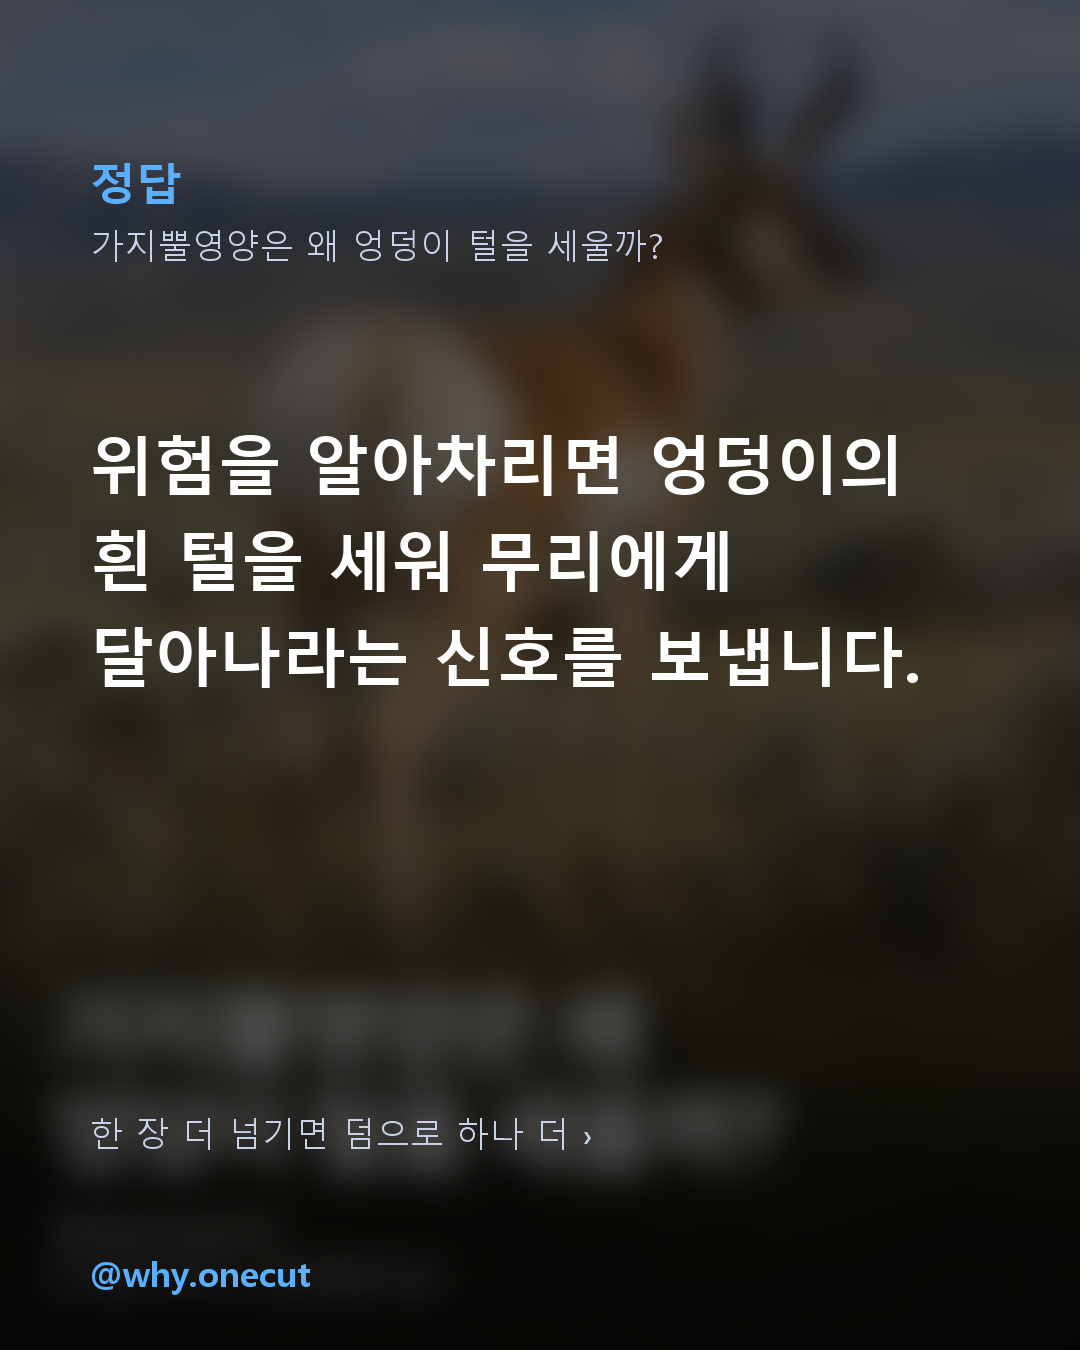 정답
가지뿔영양은 왜 엉덩이 털을 세울까?
위험을 알아차리면 엉덩이의
흰 털을 세워 무리에게
달아나라는 신호를 보냅니다.
한 장 더 넘기면 덤으로 하나 더 ›
@why.onecut